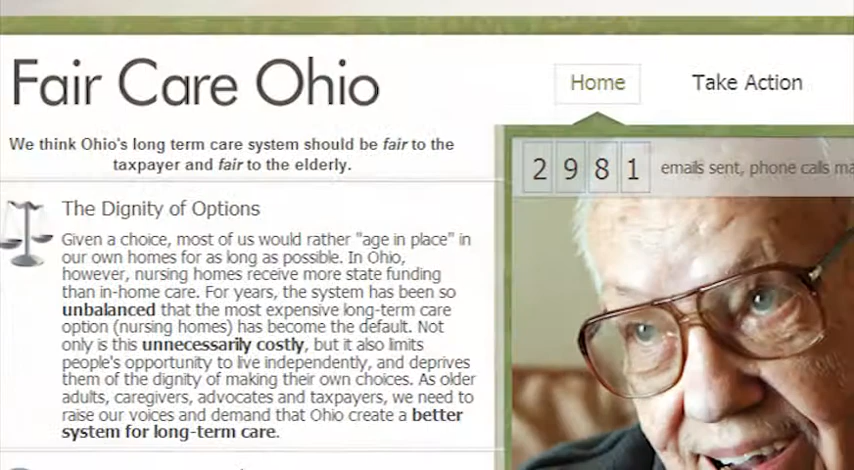 Fair Care Ohio
Home
Take Action
We think Ohio's long term care system should be fair to the
taxpayer and fair to the elderly.
2981 emails sent, phone calls
The Dignity of Options
Given a choice, most of us would rather "age in place" in
our own homes for as long as possible. In Ohio,
however, nursing homes receive more state funding
than in-home care. For years, the system has been so
unbalanced that the most expensive long-term care
option (nursing homes) has become the default. Not
only is this unnecessarily costly, but it also limits
people's opportunity to live independently, and deprives
them of the dignity of making their own choices. As older
adults, caregivers, advocates and taxpayers, we need to
raise our voices and demand that Ohio create a better
system for long-term care.